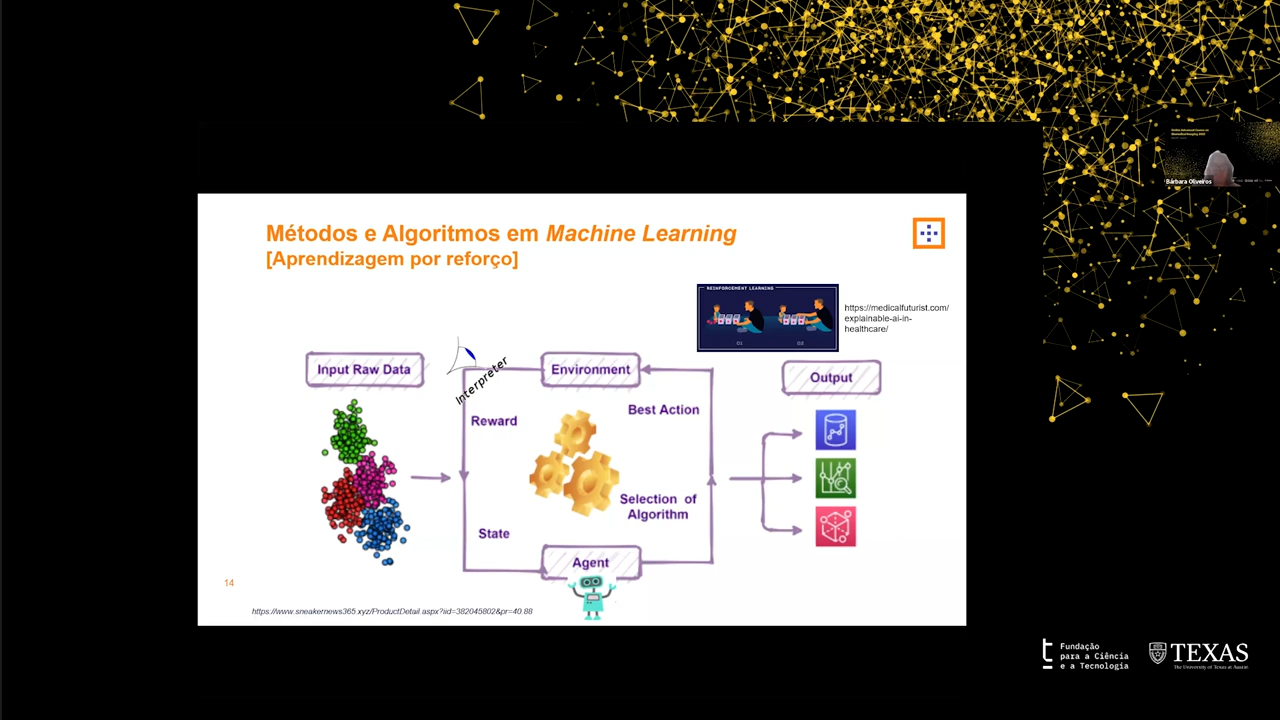 Métodos e Algoritmos em Machine Learning
[Aprendizagem por reforço]
REINFORCEMENT LEARNING
https://medicalfuturist.com/
explainable-ai-in-
healthcare/
Input Raw Data
Interpreter
Environment
Output
Reward
Best Action
Selection of
Algorithm
State
Agent
14
https://www.sneakernews365.xyz/ProductDetail.aspx?iid=382045802&pr=40.88
Bárbara Oliveiros
Fundação
para a Ciência
e a Tecnologia
TEXAS
The University of Texas at Austin